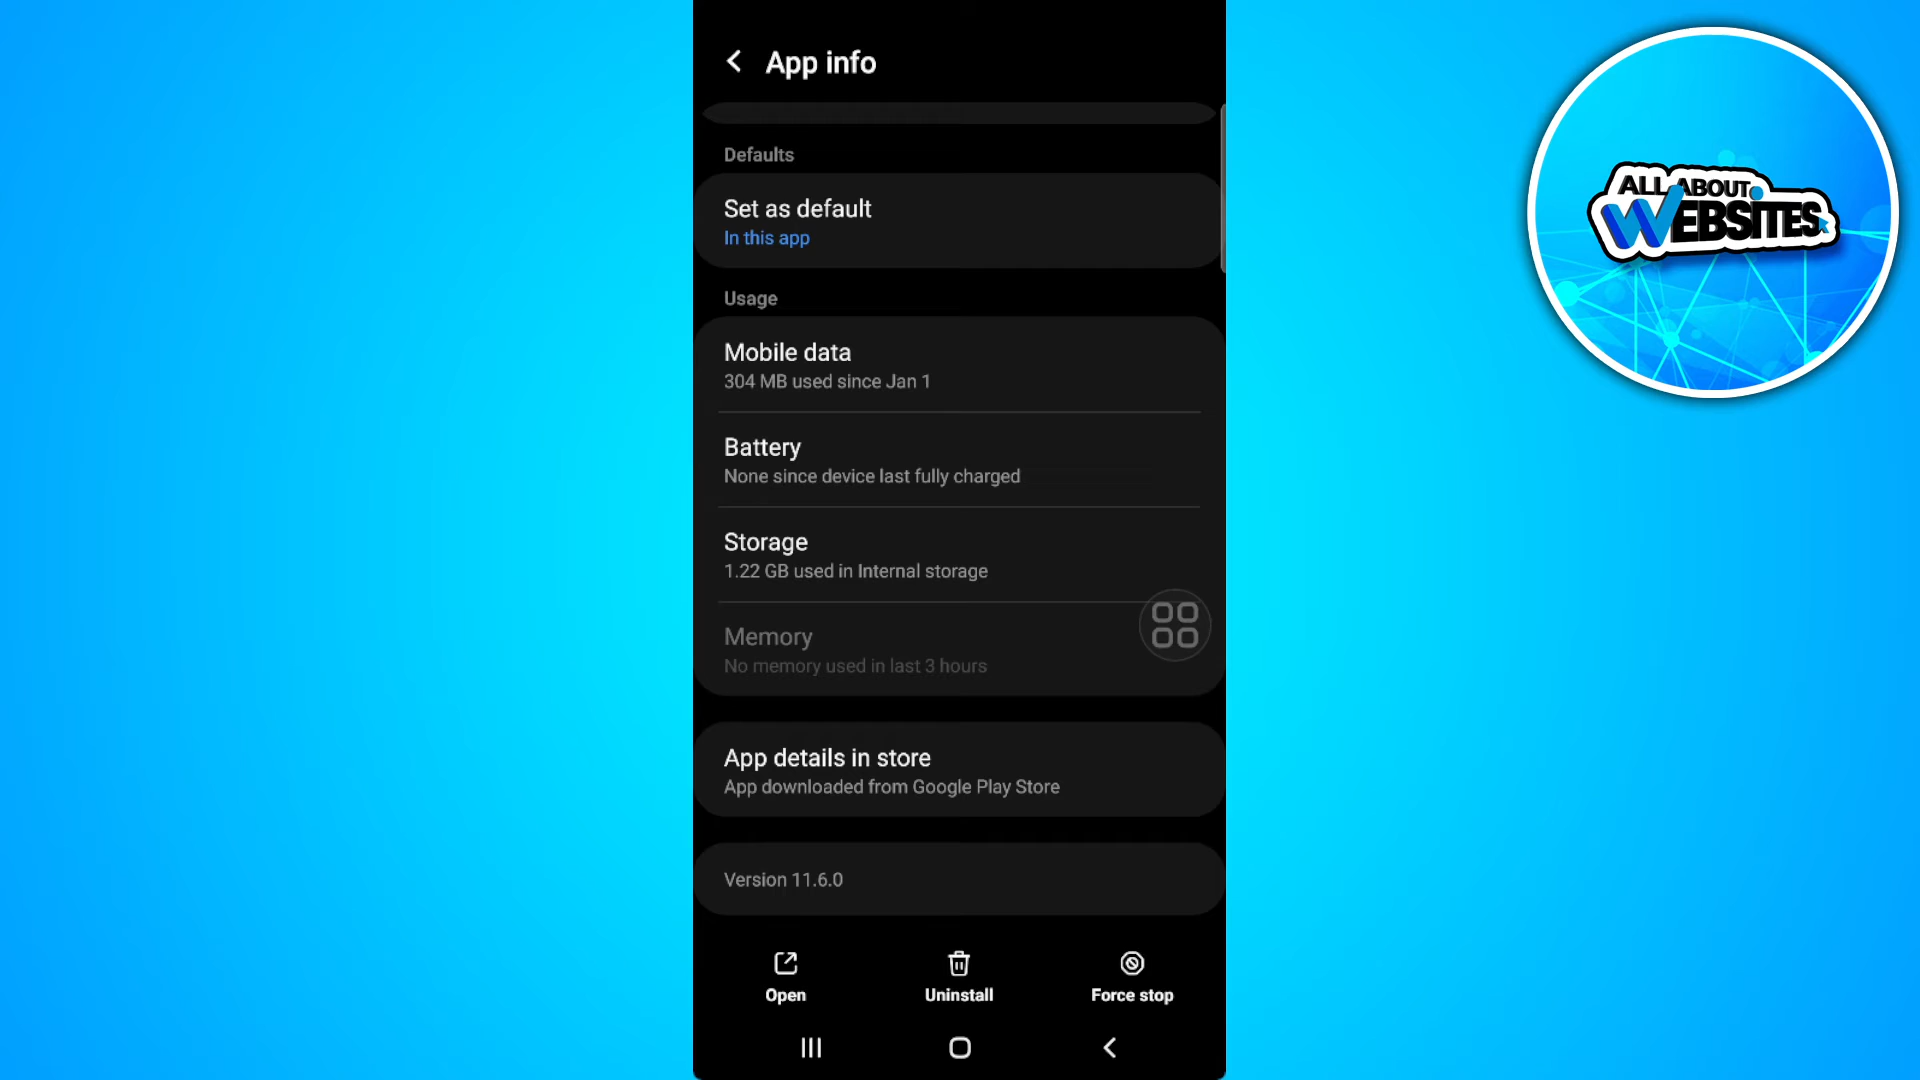 App info
Defaults
Set as default
In this app
Usage
Mobile data
304 MB used since Jan 1
Battery
None since device last fully charged
Storage
1.22 GB used in Internal storage
Memory
No memory used in last 3 hours
App details in store
App downloaded from Google Play Store
Version 11.6.0
Open
Uninstall
Force stop
ALL ABOUT
WEBSITES